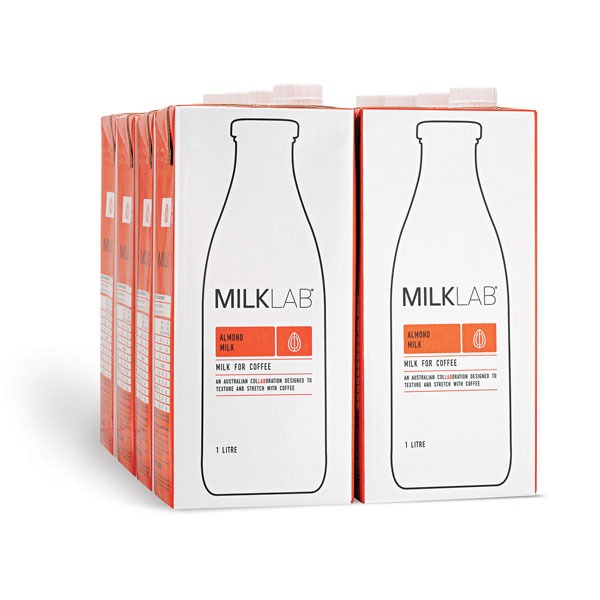 MILKLAB®
ALMOND
MILK
MILK FOR COFFEE
AN AUSTRALIAN COLLABORATION DESIGNED TO
TEXTURE AND STRETCH WITH COFFEE
1 LITRE
MILKLAB®
ALMOND
MILK
MILK FOR COFFEE
AN AUSTRALIAN COLLABORATION DESIGNED TO
TEXTURE AND STRETCH WITH COFFEE
1 LITRE